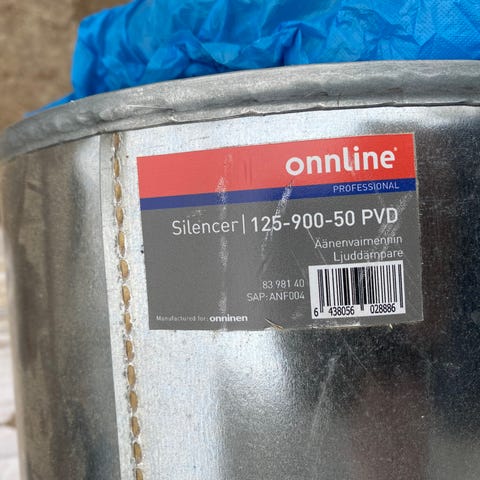 onnline®
PROFESSIONAL
Silencer | 125-900-50 PVD
Äänenvaimennin
Ljuddämpare
83 981 40
SAP: ANF004
6 438056 028886
Manufactured for: onninen